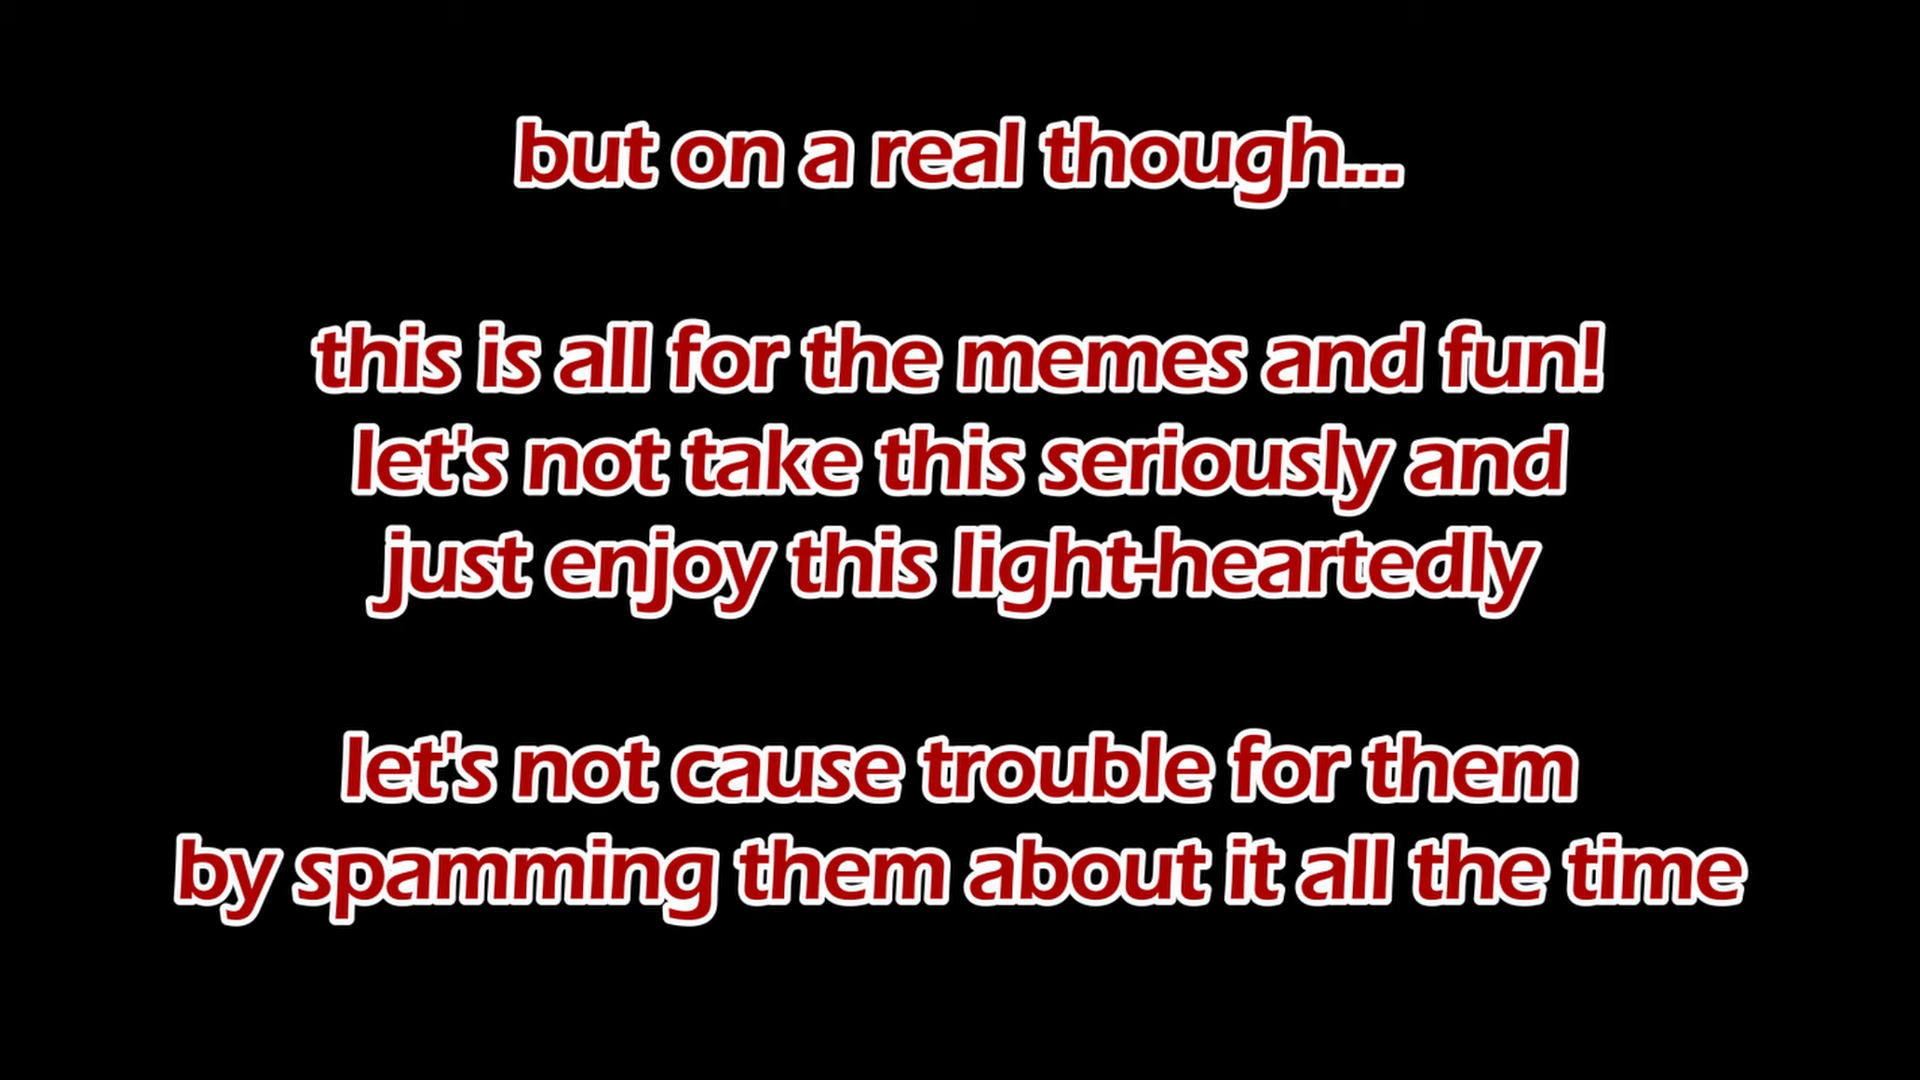 but on a real though...
this is all for the memes and fun!
let's not take this seriously and
just enjoy this light-heartedly
let's not cause trouble for them
by spamming them about it all the time